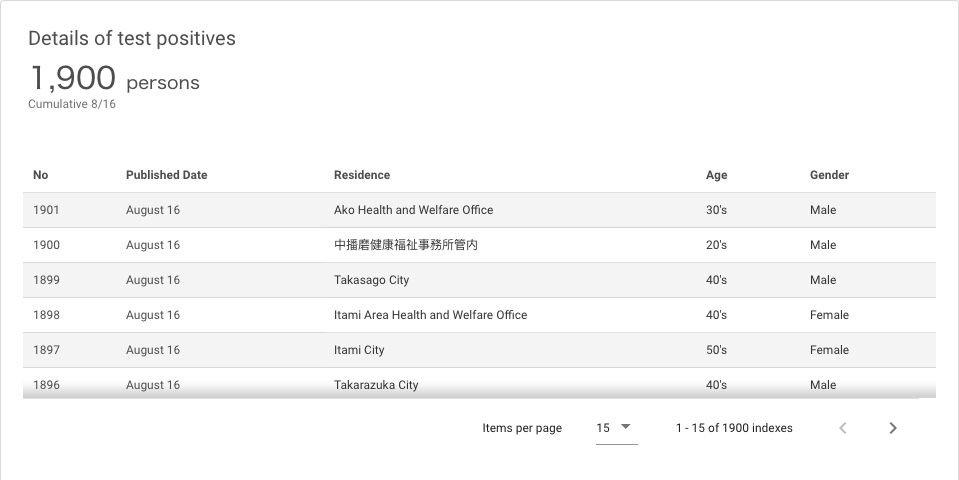 Details of test positives
1,900 persons
Cumulative 8/16
No Published Date Residence Age Gender
1901 August 16 Ako Health and Welfare Office 30's Male
1900 August 16 中播磨健康福祉事務所管内 20's Male
1899 August 16 Takasago City 40's Male
1898 August 16 Itami Area Health and Welfare Office 40's Female
1897 August 16 Itami City 50's Female
1896 August 16 Takarazuka City 40's Male
Items per page 15 1 - 15 of 1900 indexes